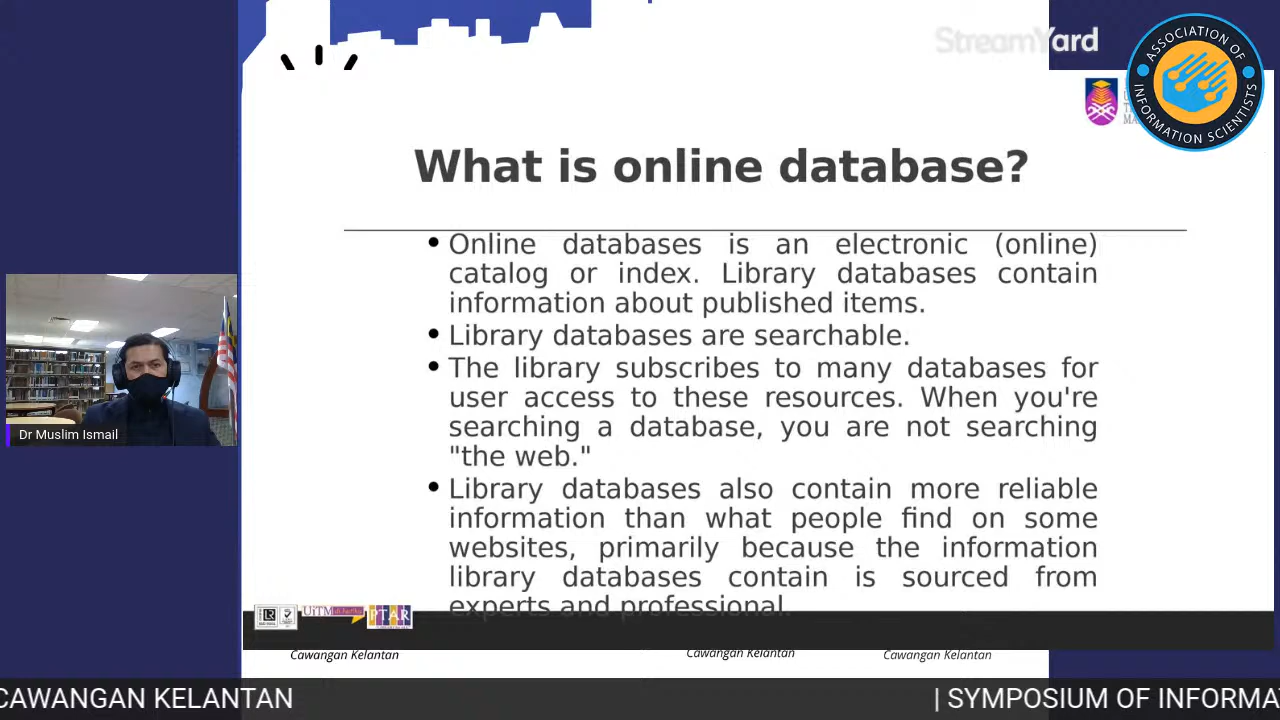 StreamYard
ASSOCIATION OF
INFORMATION SCIENTISTS
What is online database?
Online databases is an electronic (online)
catalog or index. Library databases contain
information about published items.
Library databases are searchable.
The library subscribes to many databases for
user access to these resources. When you're
searching a database, you are not searching
"the web."
Library databases also contain more reliable
information than what people find on some
websites, primarily because the information
library databases contain is sourced from
experts and professional.
Dr Muslim Ismail
UiTM
PTAR
Cawangan Kelantan
Cawangan Kelantan
Cawangan Kelantan
CAWANGAN KELANTAN
| SYMPOSIUM OF INFORMA